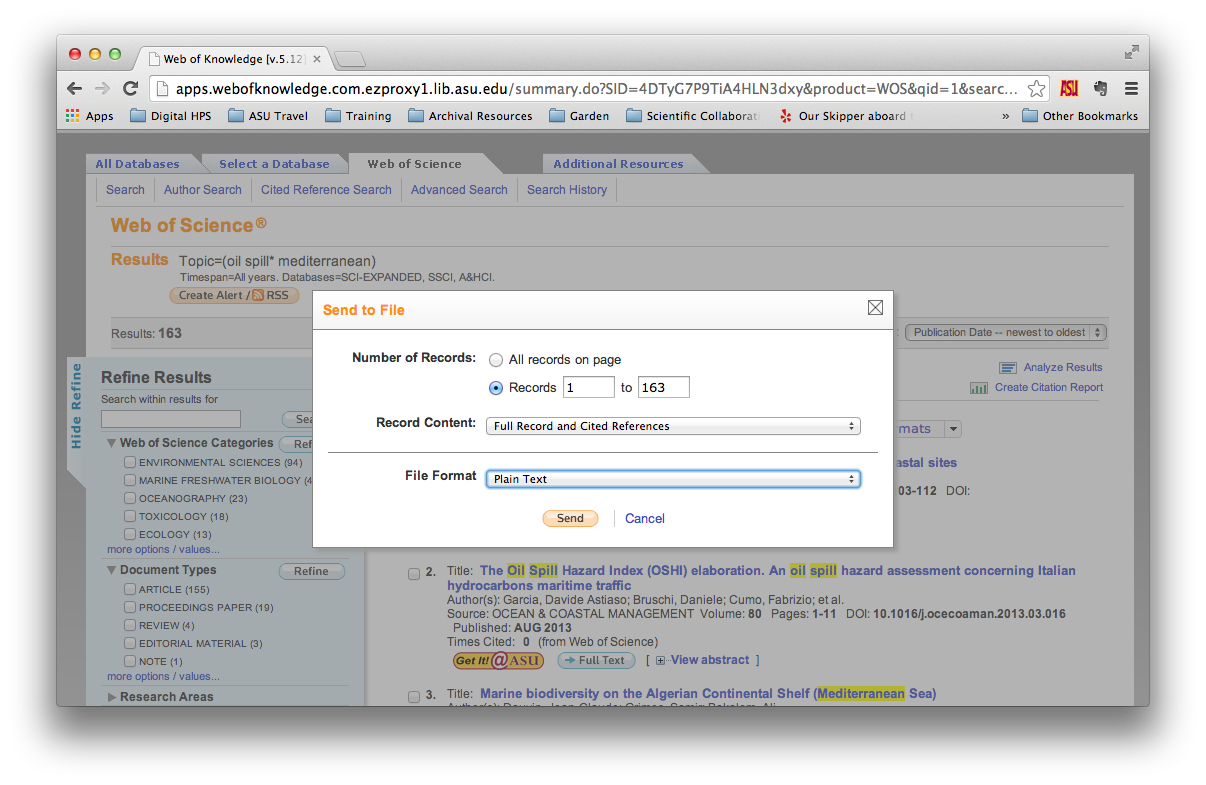 Web of Knowledge [v.5.12]
apps.webofknowledge.com.ezproxy1.lib.asu.edu/summary.do?SID=4DTyG7P9TiA4HLN3dxy&product=WOS&qid=1&searc...
ASU
Apps Digital HPS ASU Travel Training Archival Resources Garden Scientific Collaborati Our Skipper aboard » Other Bookmarks
All Databases Select a Database Web of Science Additional Resources
Search Author Search Cited Reference Search Advanced Search Search History
Web of Science®
Results Topic=(oil spill* mediterranean)
Timespan=All years. Databases=SCI-EXPANDED, SSCI, A&HCI.
Create Alert / RSS
Send to File
Results: 163
Publication Date -- newest to oldest
Number of Records: All records on page
Records 1 to 163
Hide Refine
Refine Results
Analyze Results
Search within results for
Create Citation Report
Sea
Record Content: Full Record and Cited References
mats
Web of Science Categories Ref
ENVIRONMENTAL SCIENCES (94)
astal sites
MARINE FRESHWATER BIOLOGY (4
File Format Plain Text
OCEANOGRAPHY (23)
03-112 DOI:
TOXICOLOGY (18)
Send Cancel
ECOLOGY (13)
more options / values...
Document Types Refine
ARTICLE (155)
PROCEEDINGS PAPER (19)
REVIEW (4)
EDITORIAL MATERIAL (3)
NOTE (1)
more options / values...
Research Areas
2. Title: The Oil Spill Hazard Index (OSHI) elaboration. An oil spill hazard assessment concerning Italian
hydrocarbons maritime traffic
Author(s): Garcia, Davide Astiaso; Bruschi, Daniele; Cumo, Fabrizio; et al.
Source: OCEAN & COASTAL MANAGEMENT Volume: 80 Pages: 1-11 DOI: 10.1016/j.ocecoaman.2013.03.016
Published: AUG 2013
Times Cited: 0 (from Web of Science)
Get It!@ASU Full Text [ View abstract ]
3. Title: Marine biodiversity on the Algerian Continental Shelf (Mediterranean Sea)